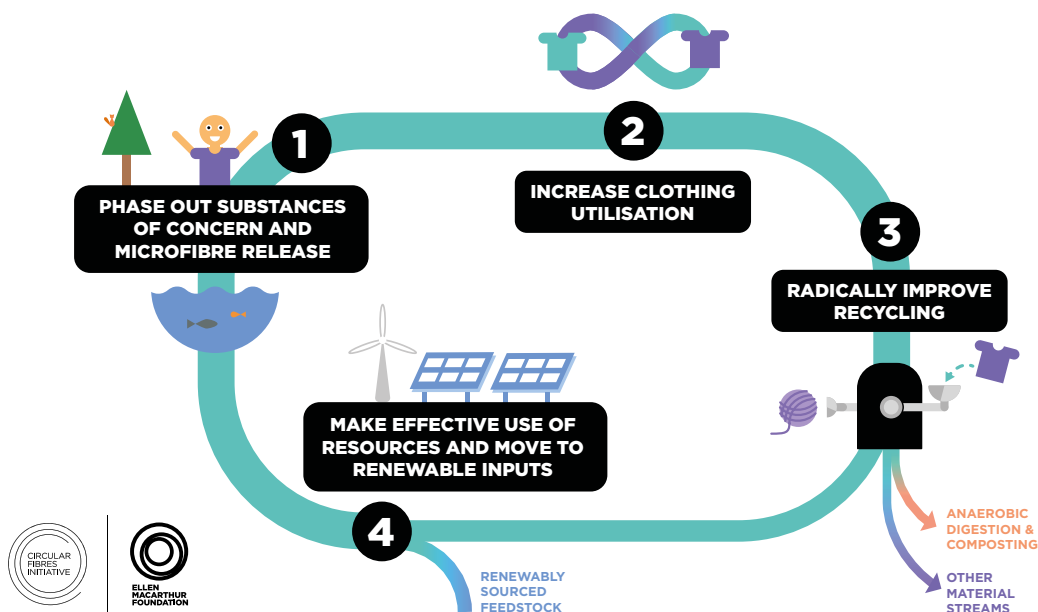 1
PHASE OUT SUBSTANCES
OF CONCERN AND
MICROFIBRE RELEASE
2
INCREASE CLOTHING
UTILISATION
3
RADICALLY IMPROVE
RECYCLING
MAKE EFFECTIVE USE OF
RESOURCES AND MOVE TO
RENEWABLE INPUTS
4
RENEWABLY
SOURCED
FEEDSTOCK
ANAEROBIC
DIGESTION &
COMPOSTING
OTHER
MATERIAL
STREAMS
CIRCULAR
FIBRES
INITIATIVE
ELLEN
MACARTHUR
FOUNDATION